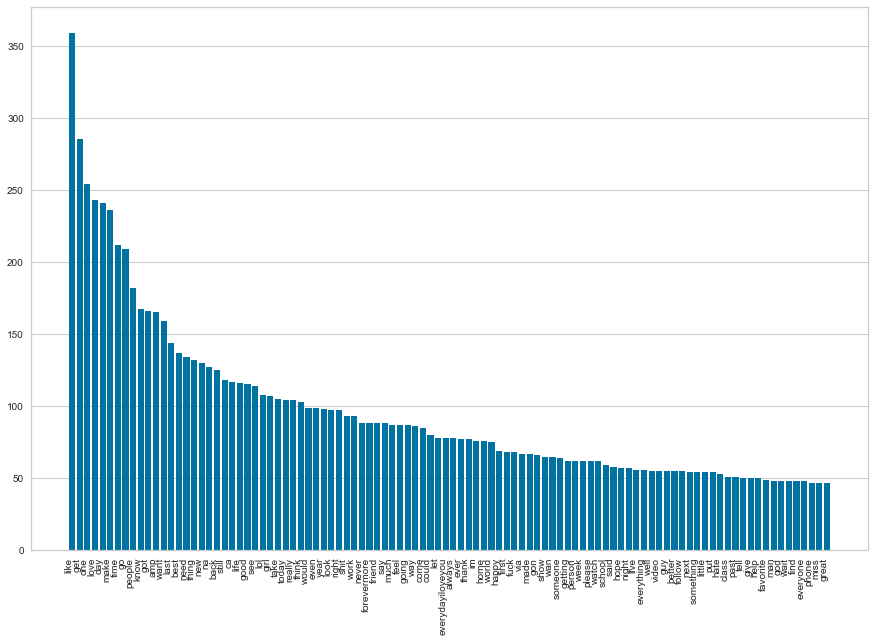 350
300
250
200
150
100
50
0
like
get
one
love
day
make
time
go
people
know
got
amp
want
last
best
need
thing
new
na
back
still
ca
life
good
see
lol
girl
take
today
really
think
would
even
year
look
right
shit
work
never
forevermore
friend
say
much
feel
going
way
come
could
let
everydayiloveyou
always
ever
thank
im
home
world
happy
first
fuck
via
made
gon
show
wan
someone
getting
person
week
please
watch
school
said
hope
night
live
everything
well
video
guy
better
follow
next
something
little
put
hate
class
past
tell
give
help
favorite
man
god
wait
find
everyone
phone
miss
great